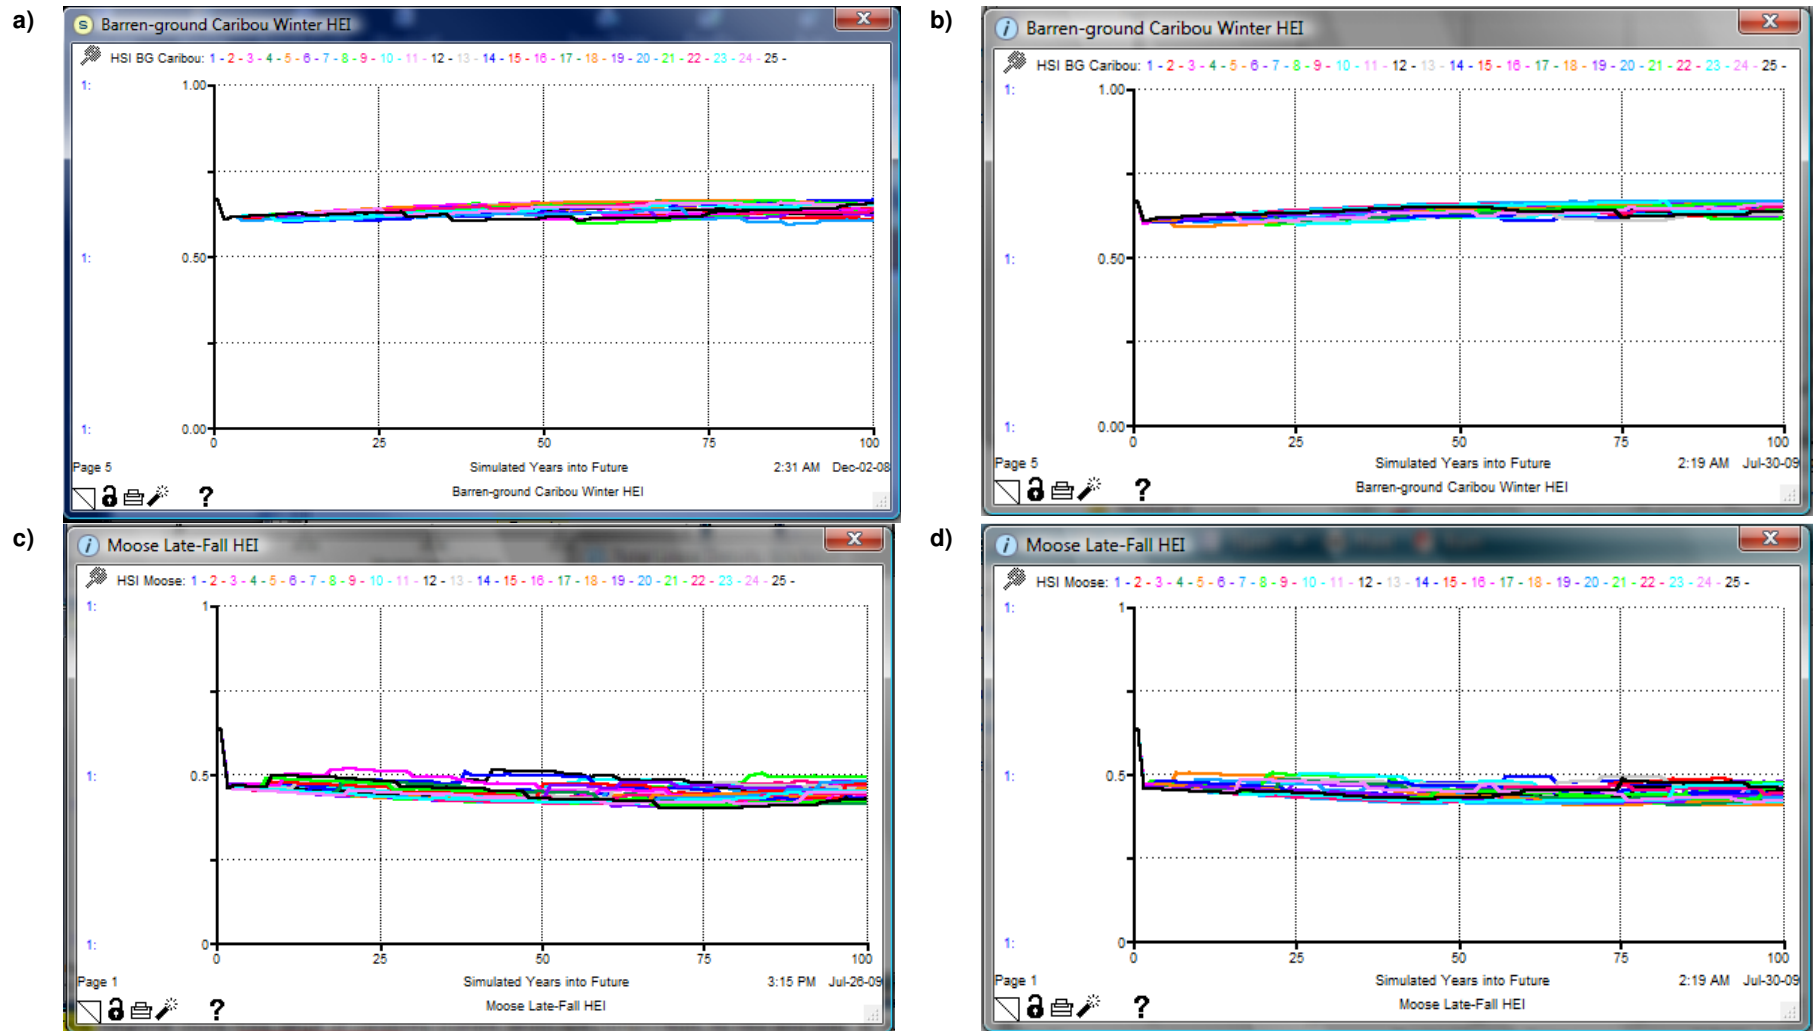 a)
Barren-ground Caribou Winter HEI
HSI BG Caribou: 1 - 2 - 3 - 4 - 5 - 6 - 7 - 8 - 9 - 10 - 11 - 12 - 13 - 14 - 15 - 16 - 17 - 18 - 19 - 20 - 21 - 22 - 23 - 24 - 25 -
1:
1.00
1:
0.50
1:
0.00
0 25 50 75 100
Page 5
Simulated Years into Future
2:31 AM Dec-02-08
?
Barren-ground Caribou Winter HEI
b)
Barren-ground Caribou Winter HEI
HSI BG Caribou: 1 - 2 - 3 - 4 - 5 - 6 - 7 - 8 - 9 - 10 - 11 - 12 - 13 - 14 - 15 - 16 - 17 - 18 - 19 - 20 - 21 - 22 - 23 - 24 - 25 -
1:
1.00
1:
0.50
1:
0.00
0 25 50 75 100
Page 5
Simulated Years into Future
2:19 AM Jul-30-09
?
Barren-ground Caribou Winter HEI
c)
Moose Late-Fall HEI
HSI Moose: 1 - 2 - 3 - 4 - 5 - 6 - 7 - 8 - 9 - 10 - 11 - 12 - 13 - 14 - 15 - 16 - 17 - 18 - 19 - 20 - 21 - 22 - 23 - 24 - 25 -
1:
1
1:
0.5
1:
0
0 25 50 75 100
Page 1
Simulated Years into Future
3:15 PM Jul-26-09
?
Moose Late-Fall HEI
d)
Moose Late-Fall HEI
HSI Moose: 1 - 2 - 3 - 4 - 5 - 6 - 7 - 8 - 9 - 10 - 11 - 12 - 13 - 14 - 15 - 16 - 17 - 18 - 19 - 20 - 21 - 22 - 23 - 24 - 25 -
1:
1
1:
0.5
1:
0
0 25 50 75 100
Page 1
Simulated Years into Future
2:19 AM Jul-30-09
?
Moose Late-Fall HEI